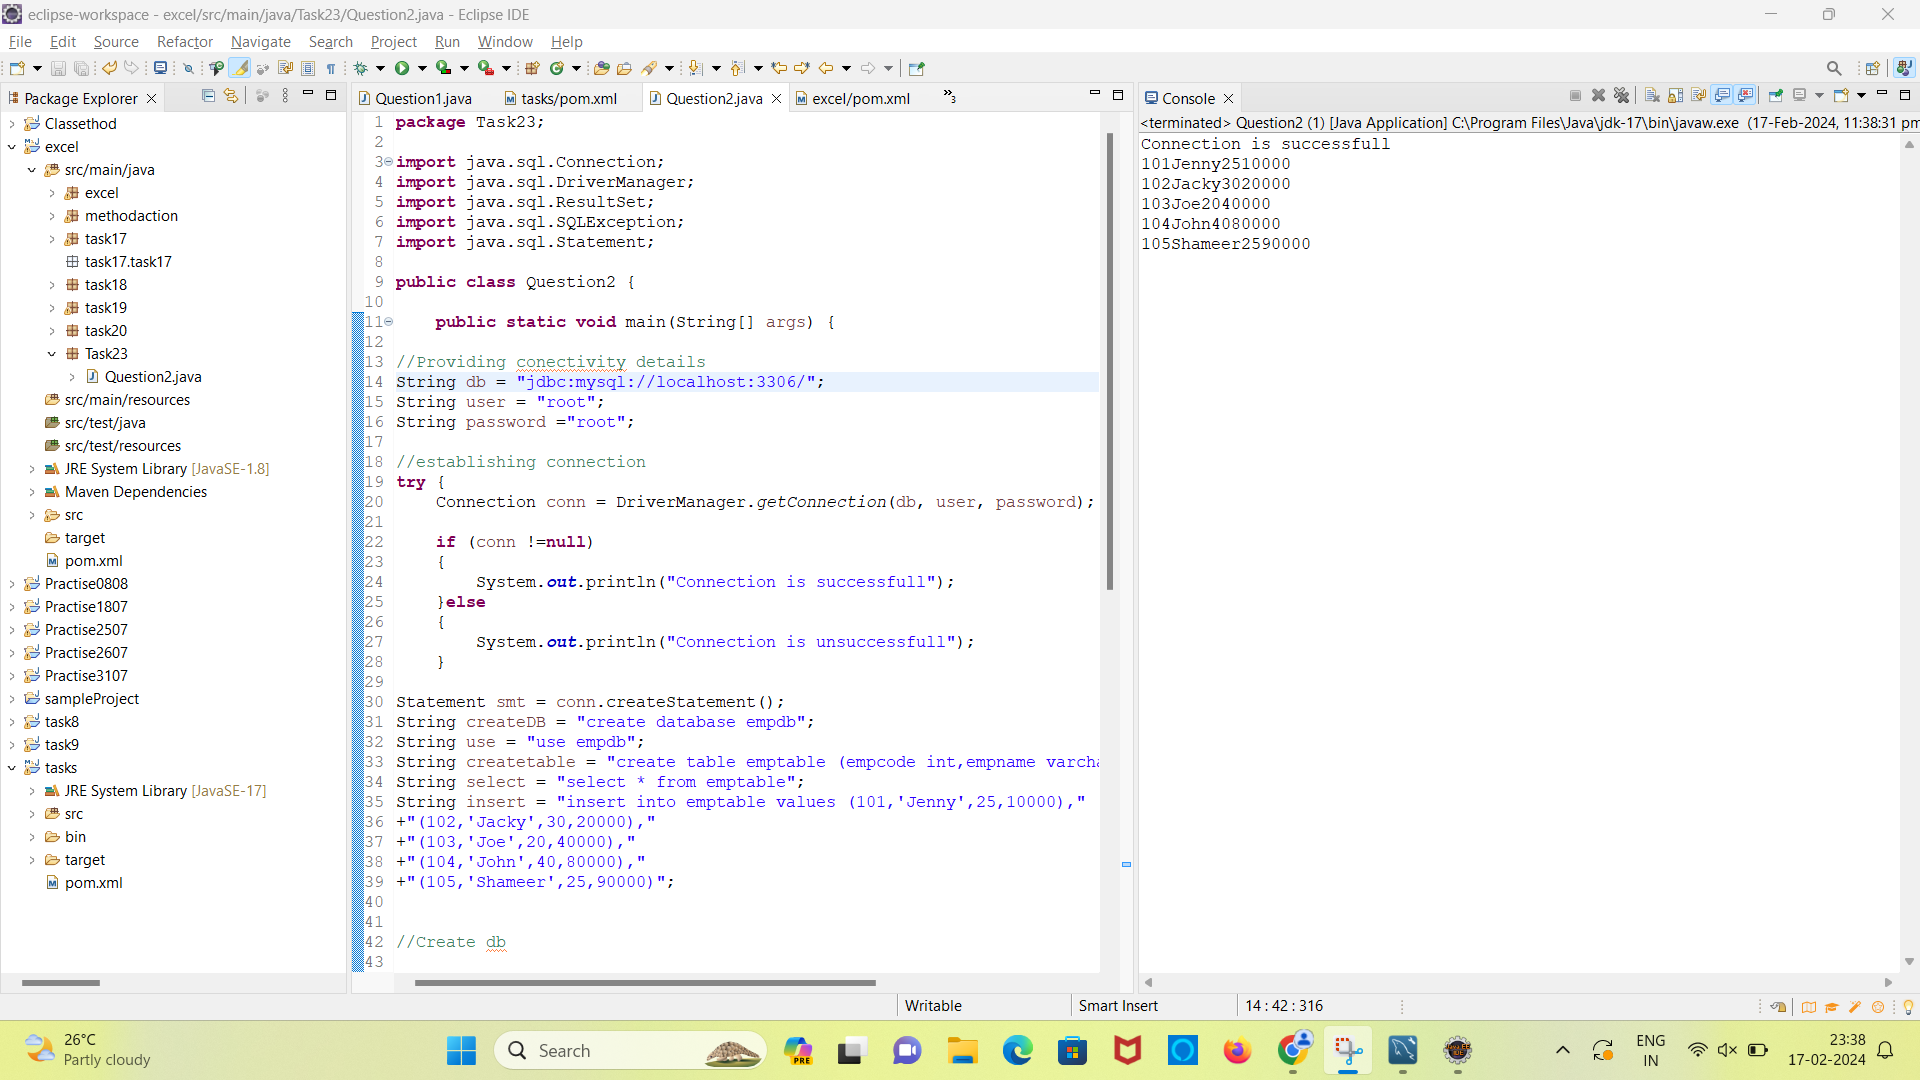 eclipse-workspace - excel/src/main/java/Task23/Question2.java - Eclipse IDE
File Edit Source Refactor Navigate Search Project Run Window Help
Package Explorer
Classethod
excel
src/main/java
excel
methodaction
task17
task17.task17
task18
task19
task20
Task23
Question2.java
src/main/resources
src/test/java
src/test/resources
JRE System Library [JavaSE-1.8]
Maven Dependencies
src
target
pom.xml
Practise0808
Practise1807
Practise2507
Practise2607
Practise3107
sampleProject
task8
task9
tasks
JRE System Library [JavaSE-17]
src
bin
target
pom.xml
Question1.java tasks/pom.xml Question2.java excel/pom.xml 3
1 package Task23;
2
3 import java.sql.Connection;
4 import java.sql.DriverManager;
5 import java.sql.ResultSet;
6 import java.sql.SQLException;
7 import java.sql.Statement;
8
9 public class Question2 {
10
11 public static void main(String[] args) {
12
13 //Providing conectivity details
14 String db = "jdbc:mysql://localhost:3306/";
15 String user = "root";
16 String password ="root";
17
18 //establishing connection
19 try {
20 Connection conn = DriverManager.getConnection(db, user, password);
21
22 if (conn !=null)
23 {
24 System.out.println("Connection is successfull");
25 }else
26 {
27 System.out.println("Connection is unsuccessfull");
28 }
29
30 Statement smt = conn.createStatement();
31 String createDB = "create database empdb";
32 String use = "use empdb";
33 String createtable = "create table emptable (empcode int,empname varcha
34 String select = "select * from emptable";
35 String insert = "insert into emptable values (101,'Jenny',25,10000),"
36 +"(102,'Jacky',30,20000),"
37 +"(103,'Joe',20,40000),"
38 +"(104,'John',40,80000),"
39 +"(105,'Shameer',25,90000)";
40
41
42 //Create db
43
Console
<terminated> Question2 (1) [Java Application] C:\Program Files\Java\jdk-17\bin\javaw.exe (17-Feb-2024, 11:38:31 pm
Connection is successfull
101Jenny2510000
102Jacky3020000
103Joe2040000
104John4080000
105Shameer2590000
Writable Smart Insert 14 : 42 : 316
26°C
Partly cloudy
Search
PRE
ENG
IN
23:38
17-02-2024